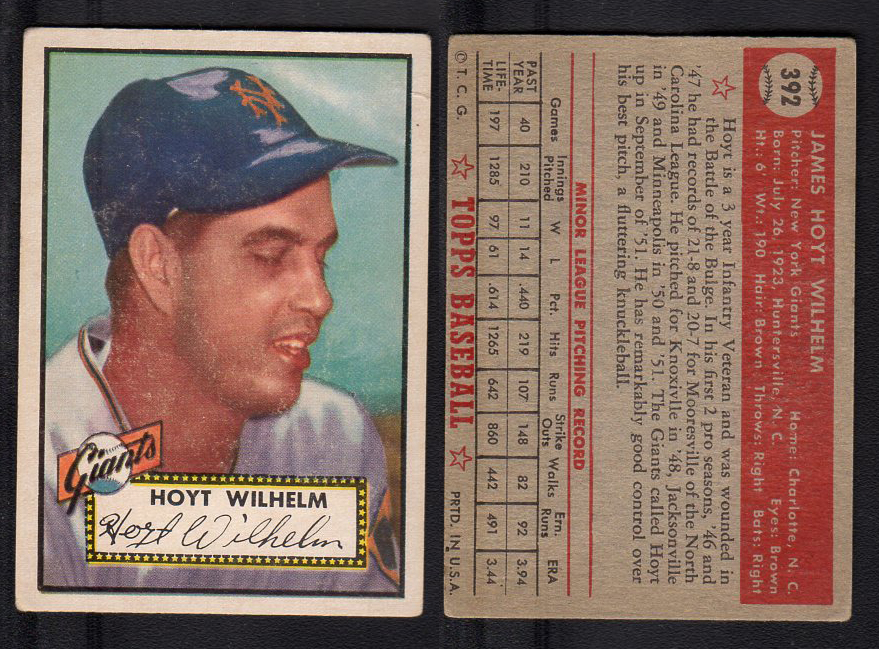 NY
Giants
HOYT WILHELM
Hoyt Wilhelm
392
JAMES HOYT WILHELM
Pitcher: New York Giants Home: Charlotte, N. C.
Born: July 26, 1923, Huntersville, N. C. Eyes: Brown
Ht.: 6' Wt.: 190 Hair: Brown Throws: Right Bats: Right
Hoyt is a 3 year Infantry Veteran and was wounded in
the Battle of the Bulge. In his first 2 pro seasons, '46 and
'47 he had records of 21-8 and 20-7 for Mooresville of the North
Carolina League. He pitched for Knoxville in '48, Jacksonville
in '49 and Minneapolis in '50 and '51. The Giants called Hoyt
up in September of '51. He has remarkably good control over
his best pitch, a fluttering knuckleball.
MINOR LEAGUE PITCHING RECORD
Games Innings Pitched W L Pct. Hits Runs Strike Outs Walks Ern. Runs ERA
PAST YEAR 40 210 11 14 .440 219 107 148 82 92 3.94
LIFE-TIME 197 1285 97 61 .614 1265 642 860 442 491 3.44
© T. C. G. TOPPS BASEBALL PRTD. IN U.S.A.